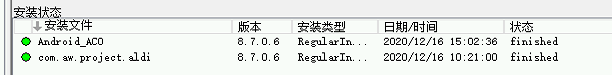 安装状态
安装文件 版本 安装类型 日期/时间 状态
Android_ACO 8.7.0.6 RegularIn... 2020/12/16 15:02:36 finished
com.aw.project.aldi 8.7.0.6 RegularIn... 2020/12/16 10:21:00 finished